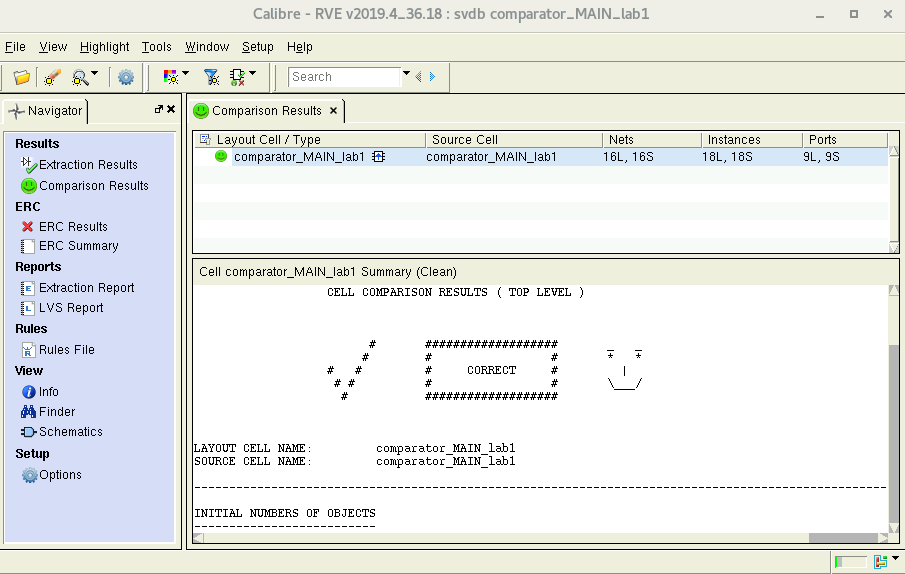 Calibre - RVE v2019.4_36.18 : svdb comparator_MAIN_lab1
File View Highlight Tools Window Setup Help
Search
Navigator
Results
Extraction Results
Comparison Results
ERC
ERC Results
ERC Summary
Reports
Extraction Report
LVS Report
Rules
Rules File
View
Info
Finder
Schematics
Setup
Options
Comparison Results
Layout Cell / Type Source Cell Nets Instances Ports
comparator_MAIN_lab1 comparator_MAIN_lab1 16L, 16S 18L, 18S 9L, 9S
Cell comparator_MAIN_lab1 Summary (Clean)
CELL COMPARISON RESULTS ( TOP LEVEL )
# ################### _ _
# # # * *
# # # CORRECT # |
# # # # \___/
# ###################
LAYOUT CELL NAME: comparator_MAIN_lab1
SOURCE CELL NAME: comparator_MAIN_lab1
---------------------------------------------------------------------------------------------------
INITIAL NUMBERS OF OBJECTS
--------------------------